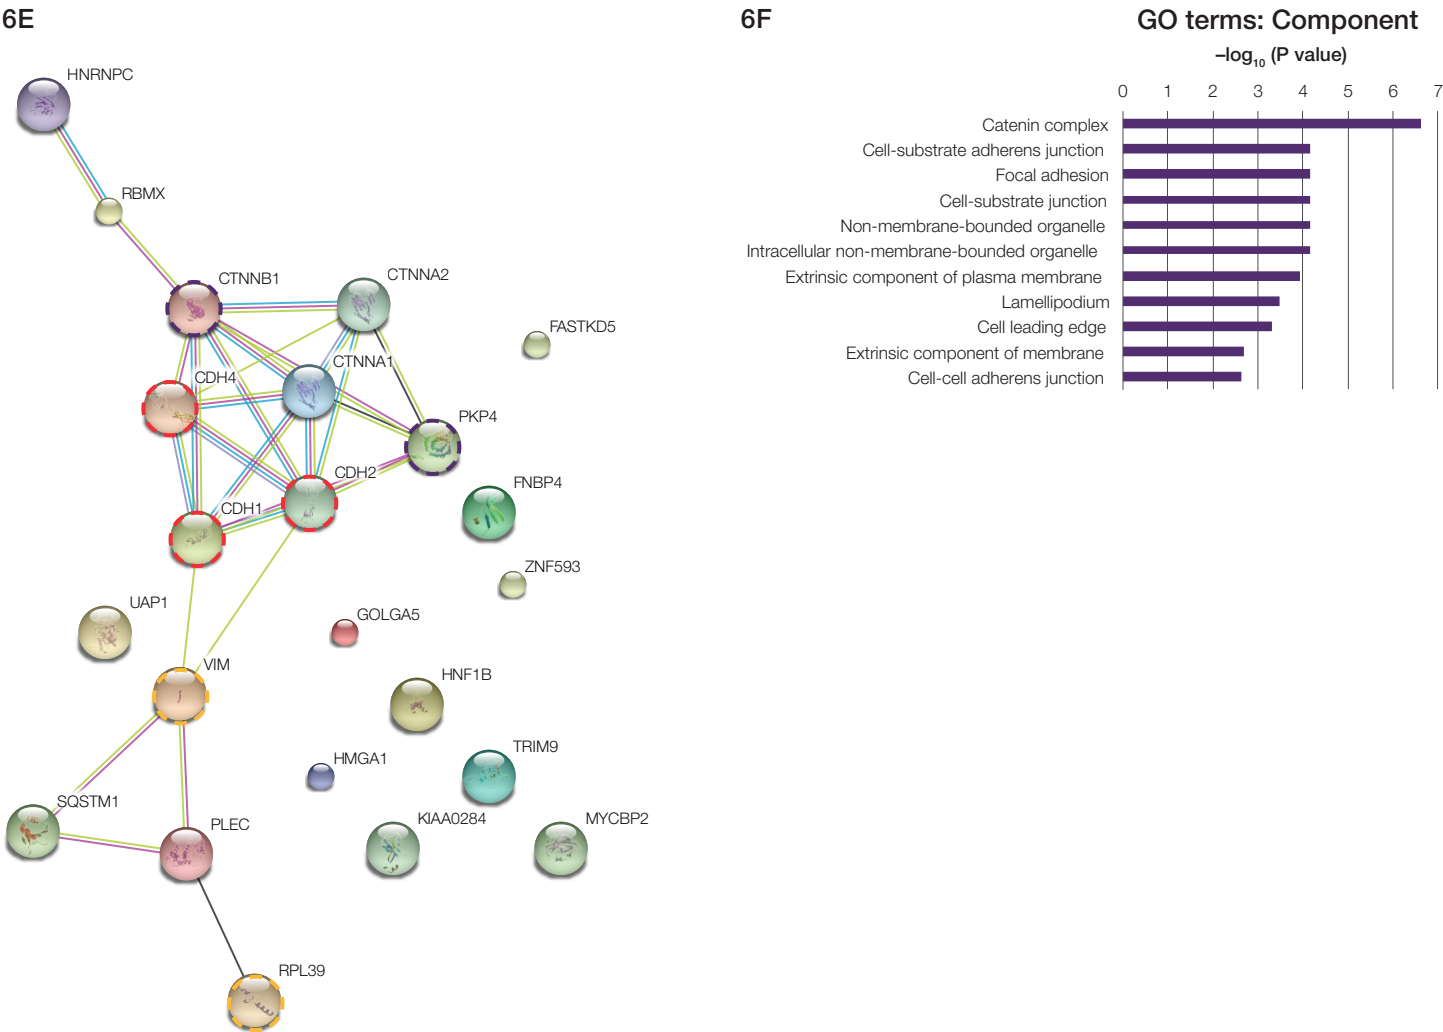 6E
HNRNPC
RBMX
CTNNB1
CTNNA2
FASTKD5
CTNNA1
CDH4
PKP4
CDH2
FNBP4
CDH1
ZNF593
UAP1
GOLGA5
VIM
HNF1B
TRIM9
HMGA1
SQSTM1
PLEC
KIAA0284
MYCBP2
RPL39
6F
GO terms: Component
–log10 (P value)
0 1 2 3 4 5 6 7
Catenin complex
Cell-substrate adherens junction
Focal adhesion
Cell-substrate junction
Non-membrane-bounded organelle
Intracellular non-membrane-bounded organelle
Extrinsic component of plasma membrane
Lamellipodium
Cell leading edge
Extrinsic component of membrane
Cell-cell adherens junction